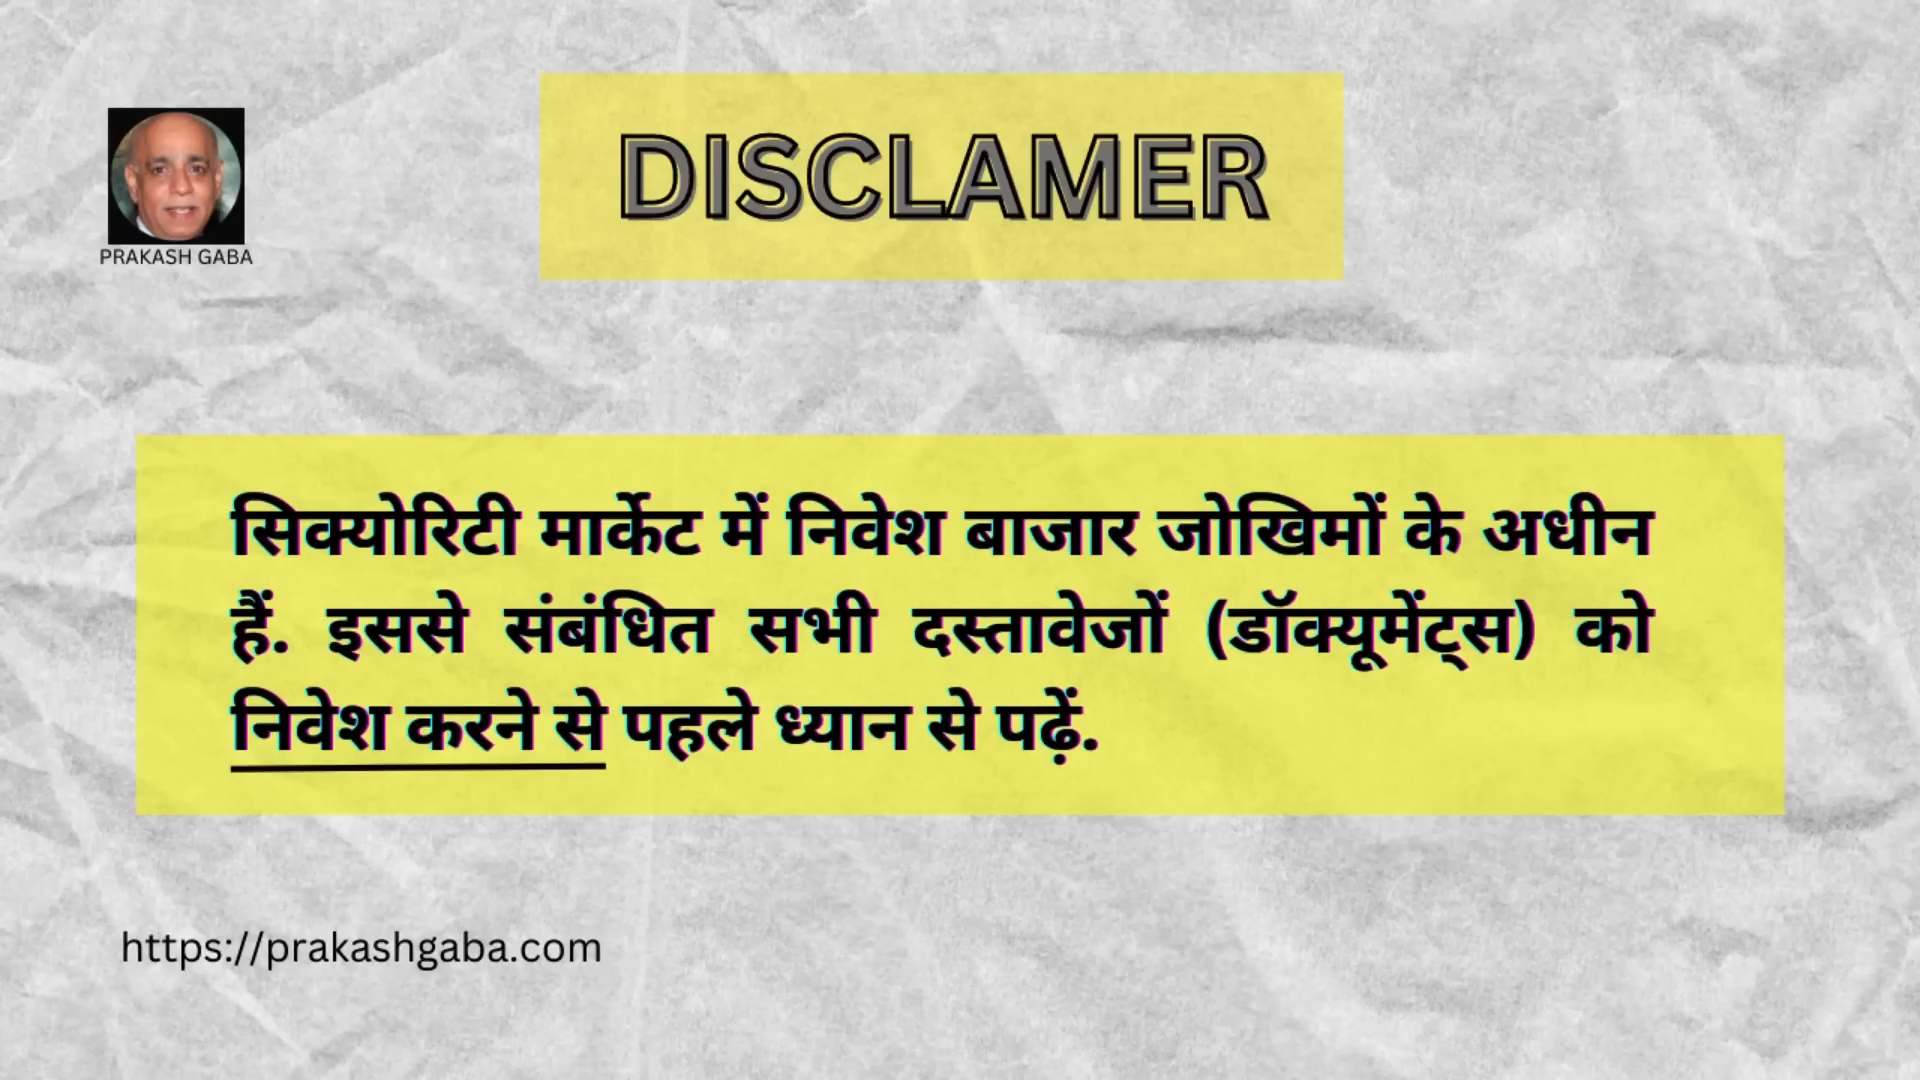 DISCLAMER
PRAKASH GABA
सिक्योरिटी मार्केट में निवेश बाजार जोखिमों के अधीन
हैं. इससे संबंधित सभी दस्तावेजों (डॉक्यूमेंट्स) को
निवेश करने से पहले ध्यान से पढ़ें.
https://prakashgaba.com